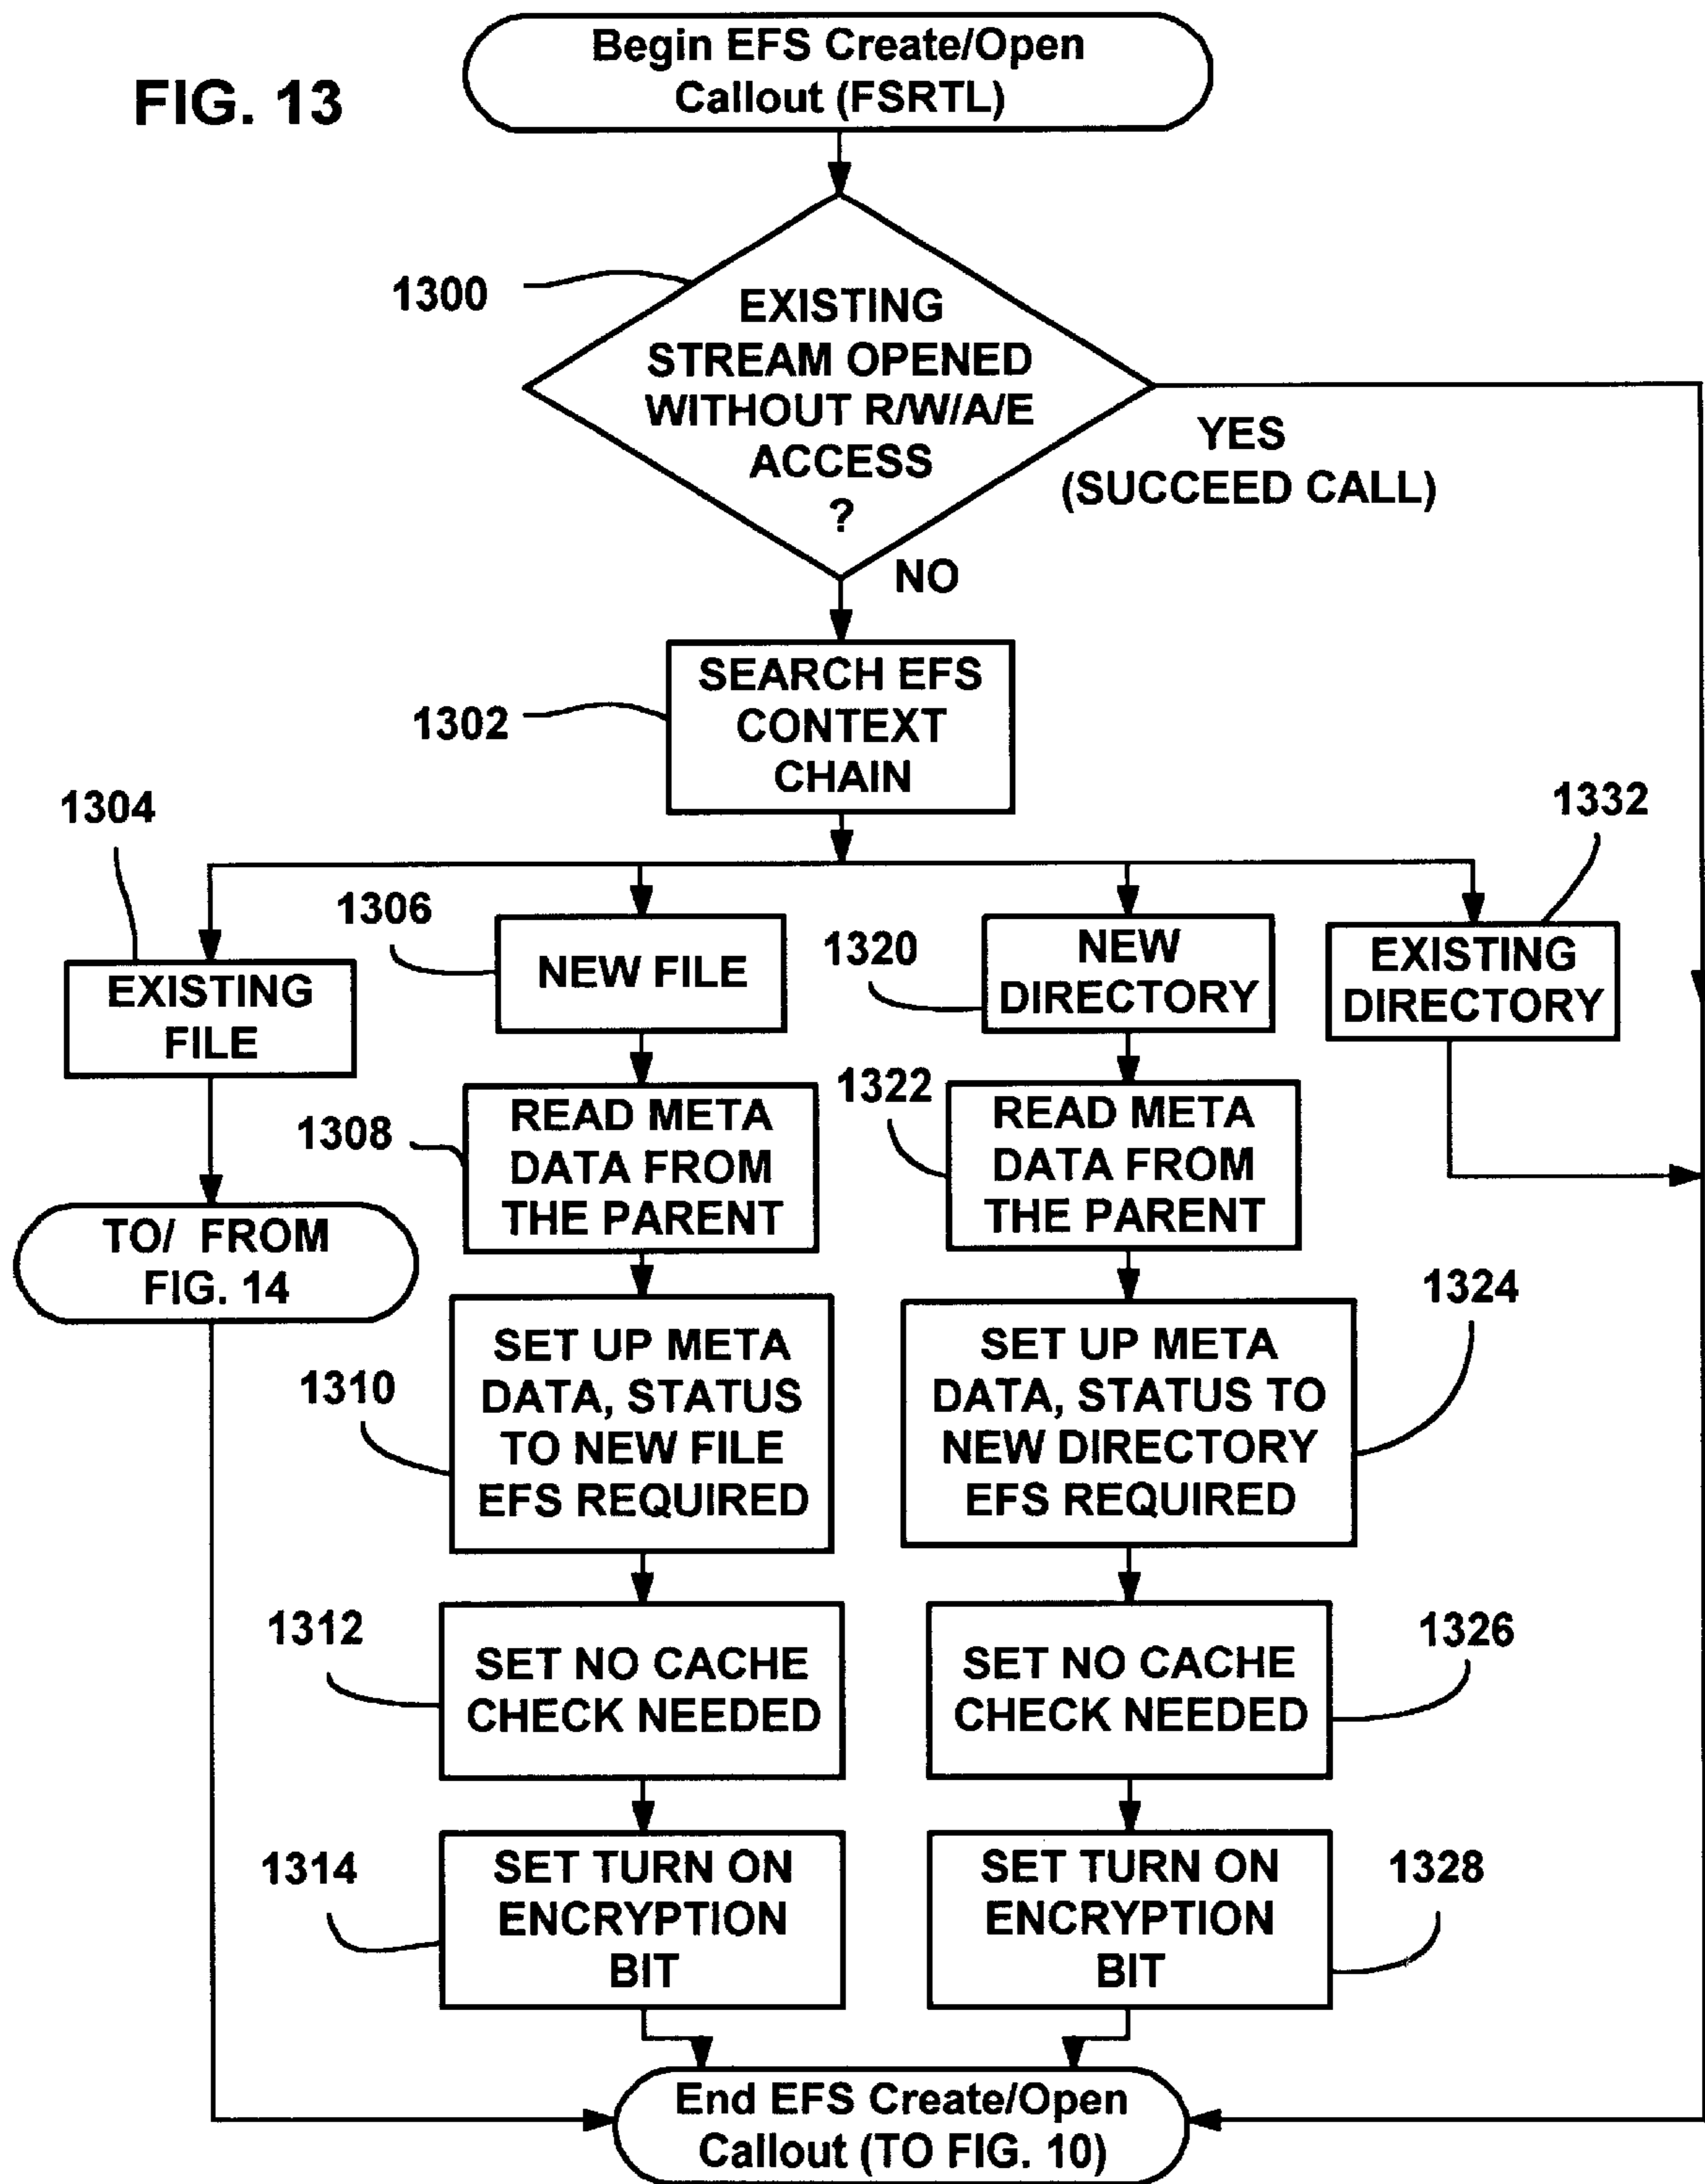 FIG. 13
Begin EFS Create/Open
Callout (FSRTL)
1300
EXISTING
STREAM OPENED
WITHOUT R/W/A/E
ACCESS
?
YES
(SUCCEED CALL)
NO
1302
SEARCH EFS
CONTEXT
CHAIN
1304
EXISTING
FILE
TO/ FROM
FIG. 14
1306
NEW FILE
1308
READ META
DATA FROM
THE PARENT
1310
SET UP META
DATA, STATUS
TO NEW FILE
EFS REQUIRED
1312
SET NO CACHE
CHECK NEEDED
1314
SET TURN ON
ENCRYPTION
BIT
1320
NEW
DIRECTORY
1322
READ META
DATA FROM
THE PARENT
1324
SET UP META
DATA, STATUS TO
NEW DIRECTORY
EFS REQUIRED
1326
SET NO CACHE
CHECK NEEDED
1328
SET TURN ON
ENCRYPTION
BIT
1332
EXISTING
DIRECTORY
End EFS Create/Open
Callout (TO FIG. 10)